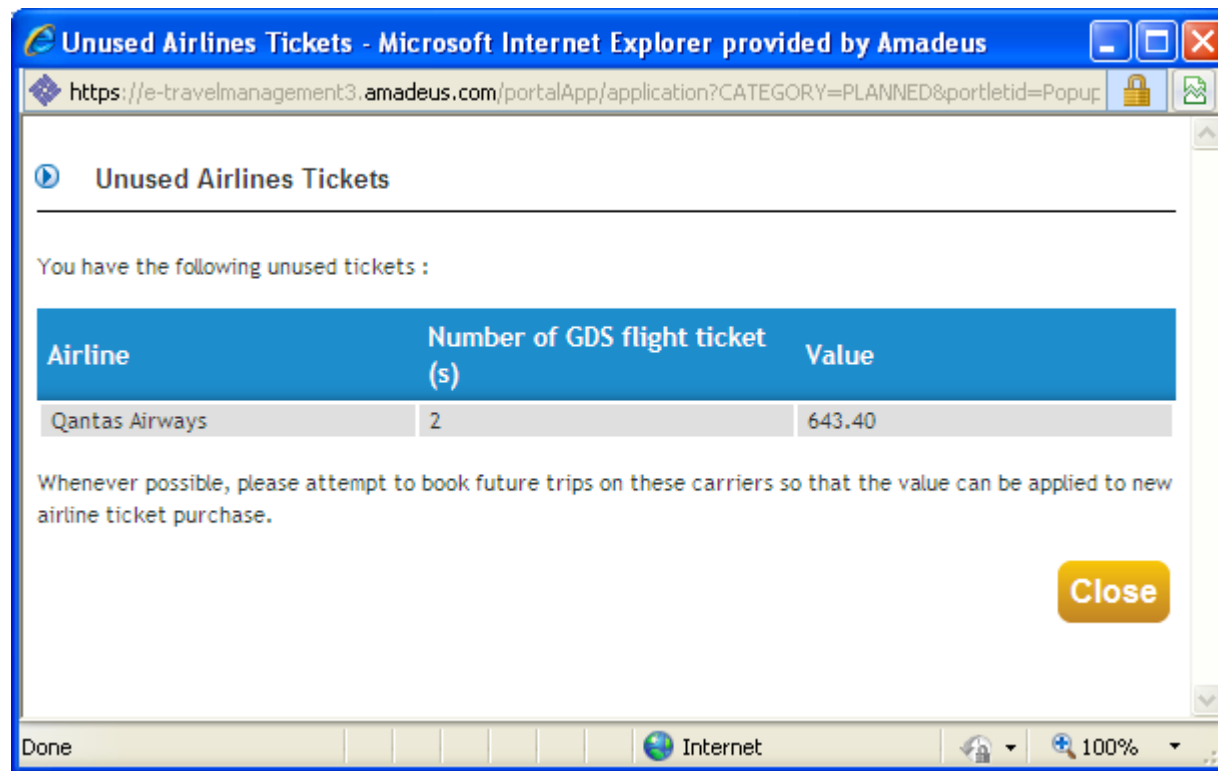 Unused Airlines Tickets - Microsoft Internet Explorer provided by Amadeus
https://e-travelmanagement3.amadeus.com/portalApp/application?CATEGORY=PLANNED&portletid=Popup
Unused Airlines Tickets
You have the following unused tickets :
Airline
Number of GDS flight ticket
(s)
Value
Qantas Airways
2
643.40
Whenever possible, please attempt to book future trips on these carriers so that the value can be applied to new
airline ticket purchase.
Close
Done
Internet
100%